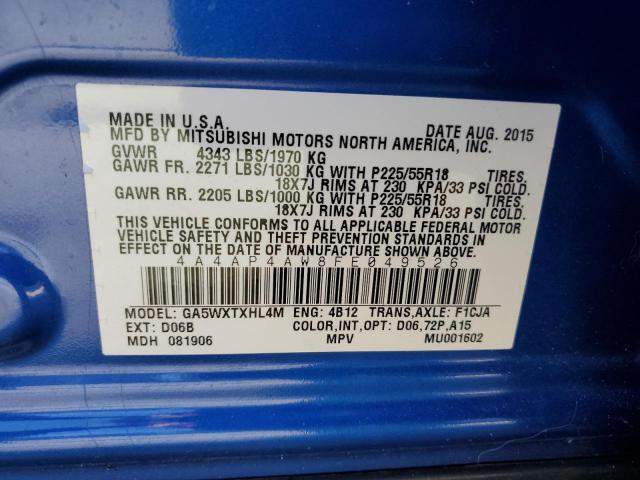 MADE IN U.S.A. DATE AUG. 2015
MFD BY MITSUBISHI MOTORS NORTH AMERICA, INC.
GVWR 4343 LBS/1970 KG
GAWR FR. 2271 LBS/1030 KG WITH P225/55R18 TIRES,
18X7J RIMS AT 230 KPA/33 PSI COLD.
GAWR RR. 2205 LBS/1000 KG WITH P225/55R18 TIRES,
18X7J RIMS AT 230 KPA/33 PSI COLD.
THIS VEHICLE CONFORMS TO ALL APPLICABLE FEDERAL MOTOR
VEHICLE SAFETY AND THEFT PREVENTION STANDARDS IN
EFFECT ON THE DATE OF MANUFACTURE SHOWN ABOVE.
4A4AP4AW8FE049526
MODEL: GA5WXTXHL4M ENG: 4B12 TRANS,AXLE: F1CJA
EXT: D06B COLOR,INT,OPT: D06,72P,A15
MDH 081906 MPV MU001602